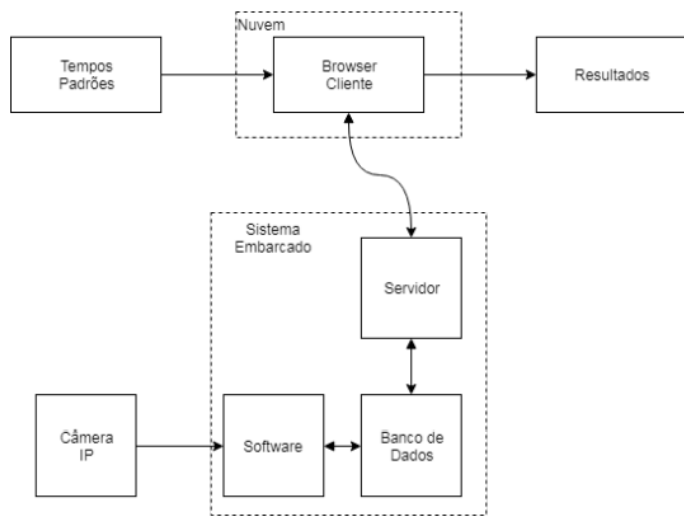 Nuvem
Tempos
Padrões
Browser
Cliente
Resultados
Sistema
Embarcado
Servidor
Câmera
IP
Software
Banco de
Dados